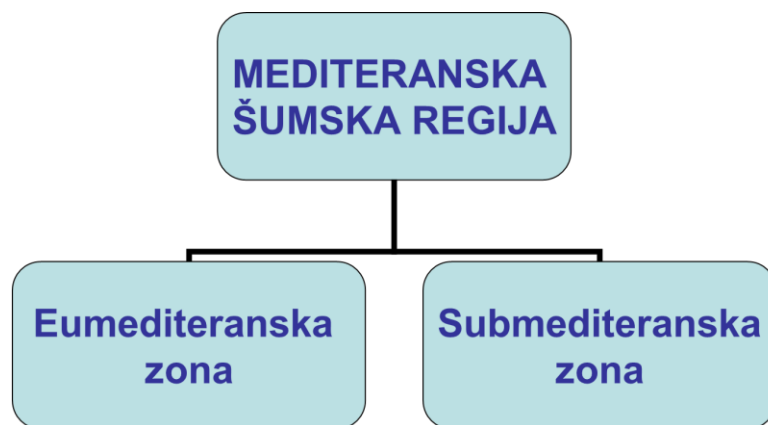 MEDITERANSKA
ŠUMSKA REGIJA
Eumediteranska
zona
Submediteranska
zona